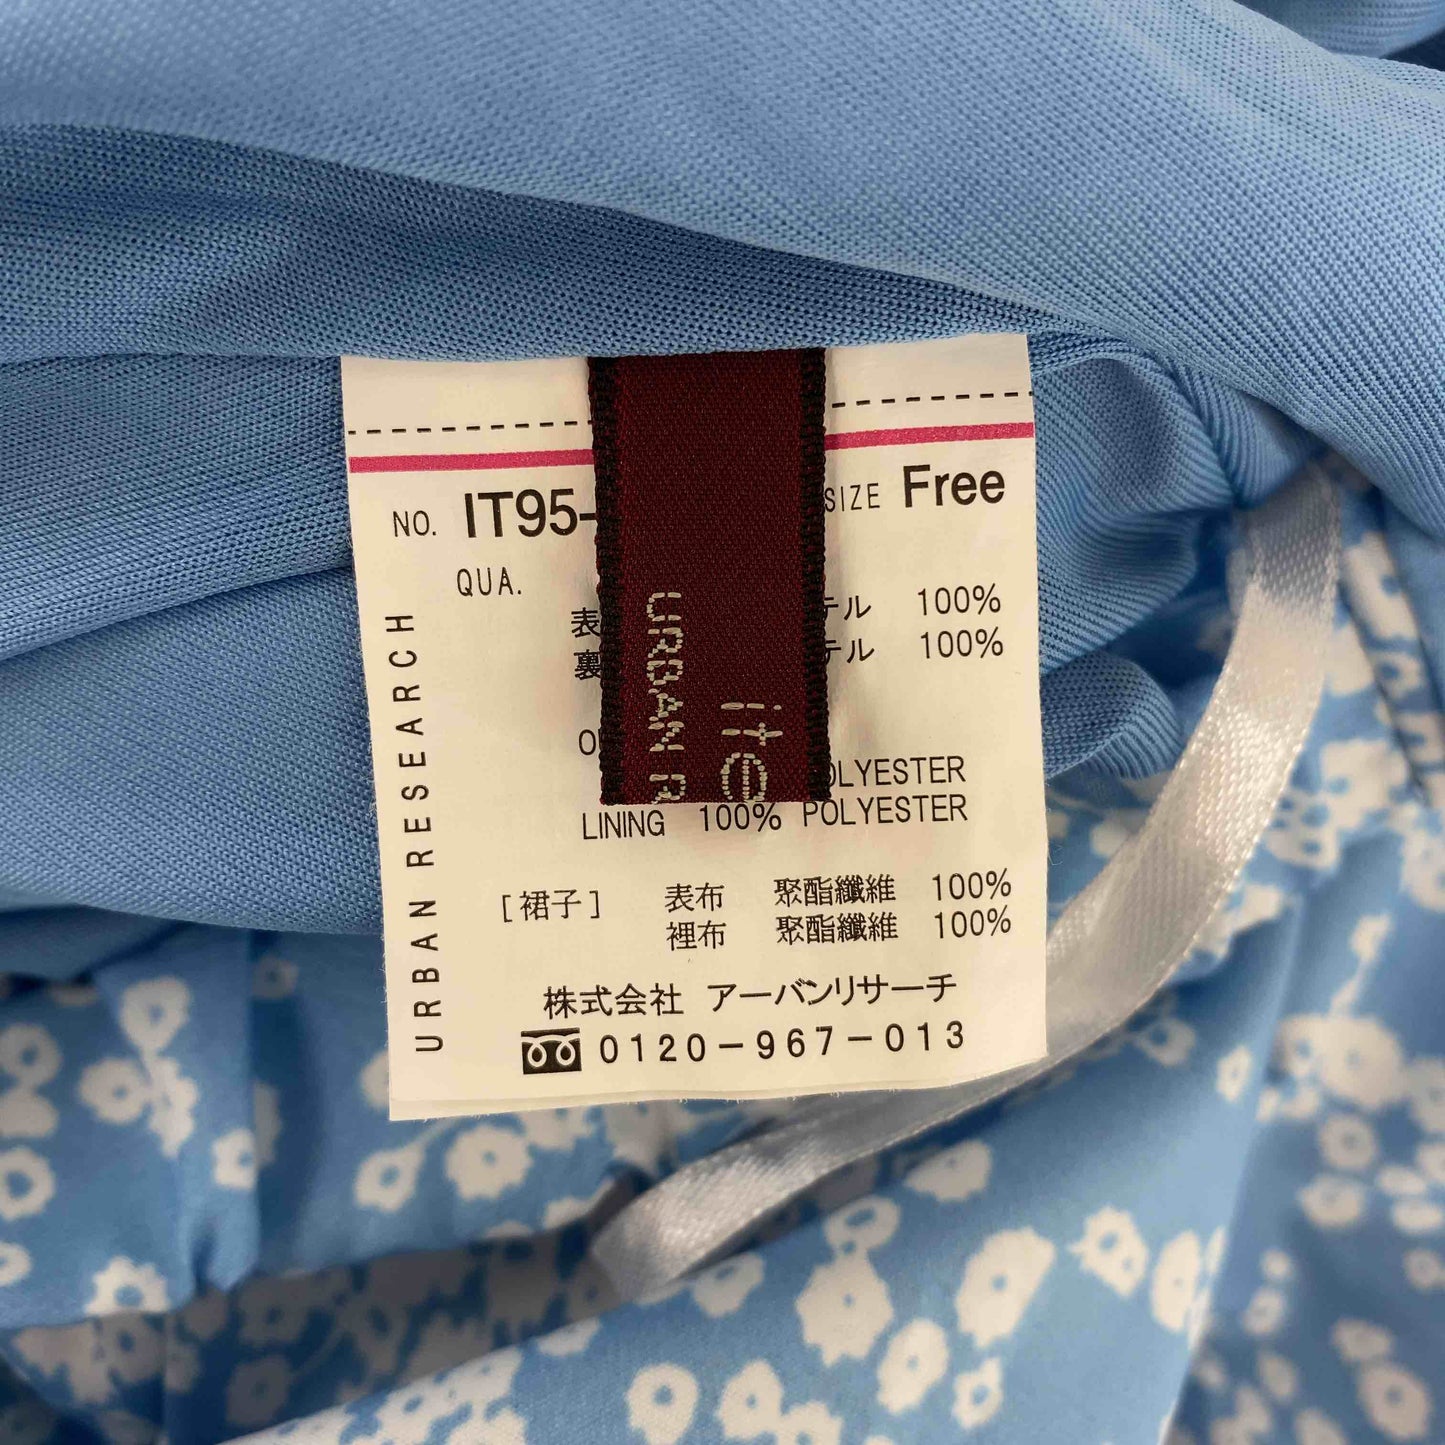 NO. IT95- SIZE Free
QUA.
表 テル 100%
裏 テル 100%
POLYESTER
LINING 100% POLYESTER
[裙子] 表布 聚酯纖維 100%
裡布 聚酯纖維 100%
株式会社 アーバンリサーチ
0120-967-013
URBAN RESEARCH
URBAN R
ite